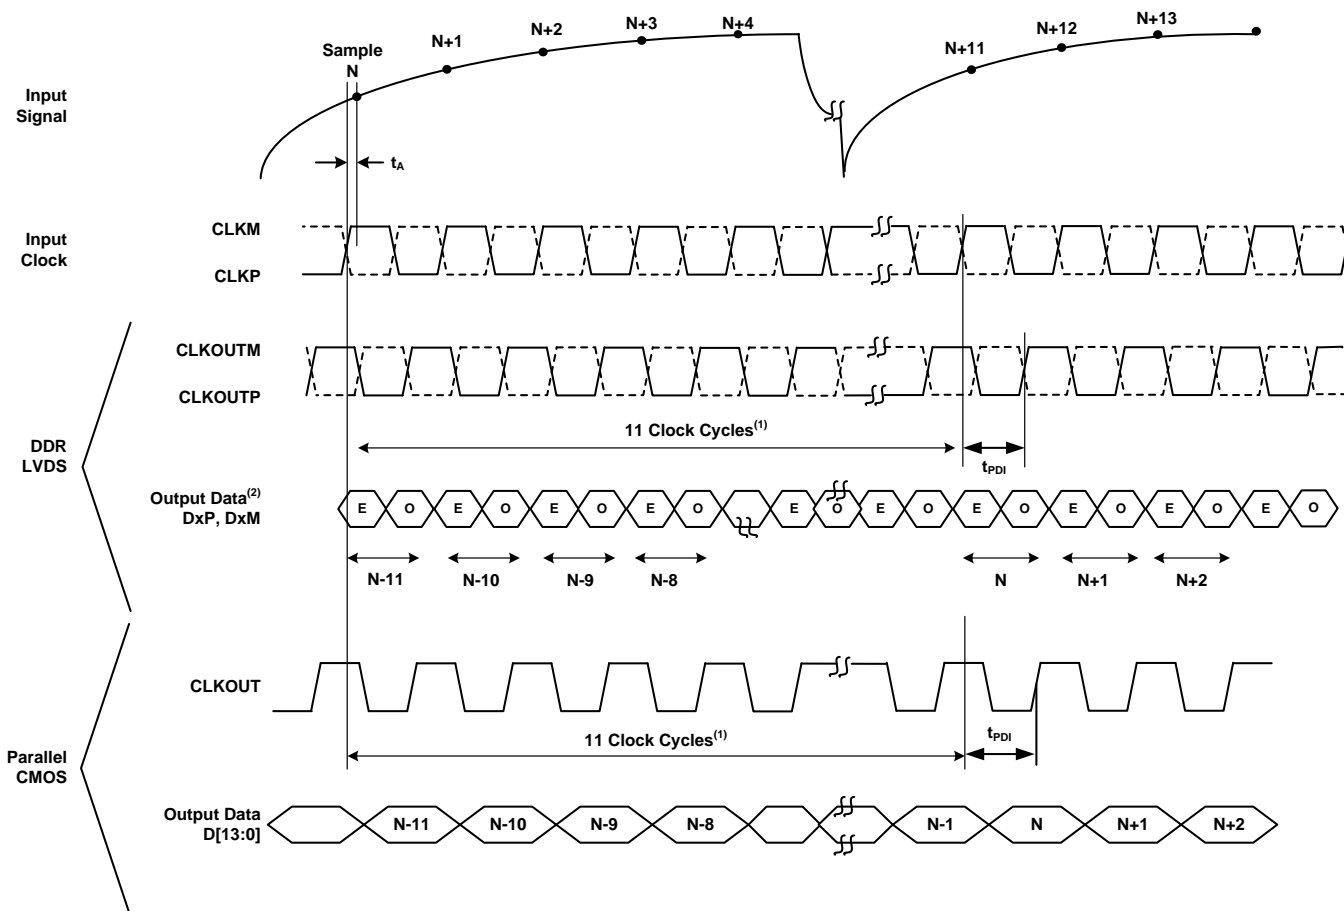 N+1 N+2 N+3 N+4 N+11 N+12 N+13
Sample
N
Input
Signal
tA
Input
Clock
CLKM
CLKP
CLKOUTM
CLKOUTP
DDR
LVDS
11 Clock Cycles(1)
tPDI
Output Data(2)
DxP, DxM
E O E O E O E O E O E O E O E O E O E O
N-11 N-10 N-9 N-8 N N+1 N+2
CLKOUT
Parallel
CMOS
11 Clock Cycles(1)
tPDI
Output Data
D[13:0]
N-11 N-10 N-9 N-8 N-1 N N+1 N+2